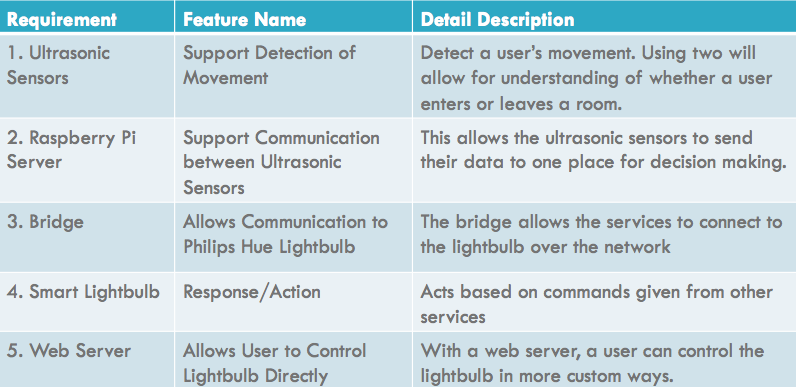 Requirement Feature Name Detail Description
1. Ultrasonic Sensors Support Detection of Movement Detect a user's movement. Using two will allow for understanding of whether a user enters or leaves a room.
2. Raspberry Pi Server Support Communication between Ultrasonic Sensors This allows the ultrasonic sensors to send their data to one place for decision making.
3. Bridge Allows Communication to Philips Hue Lightbulb The bridge allows the services to connect to the lightbulb over the network
4. Smart Lightbulb Response/Action Acts based on commands given from other services
5. Web Server Allows User to Control Lightbulb Directly With a web server, a user can control the lightbulb in more custom ways.